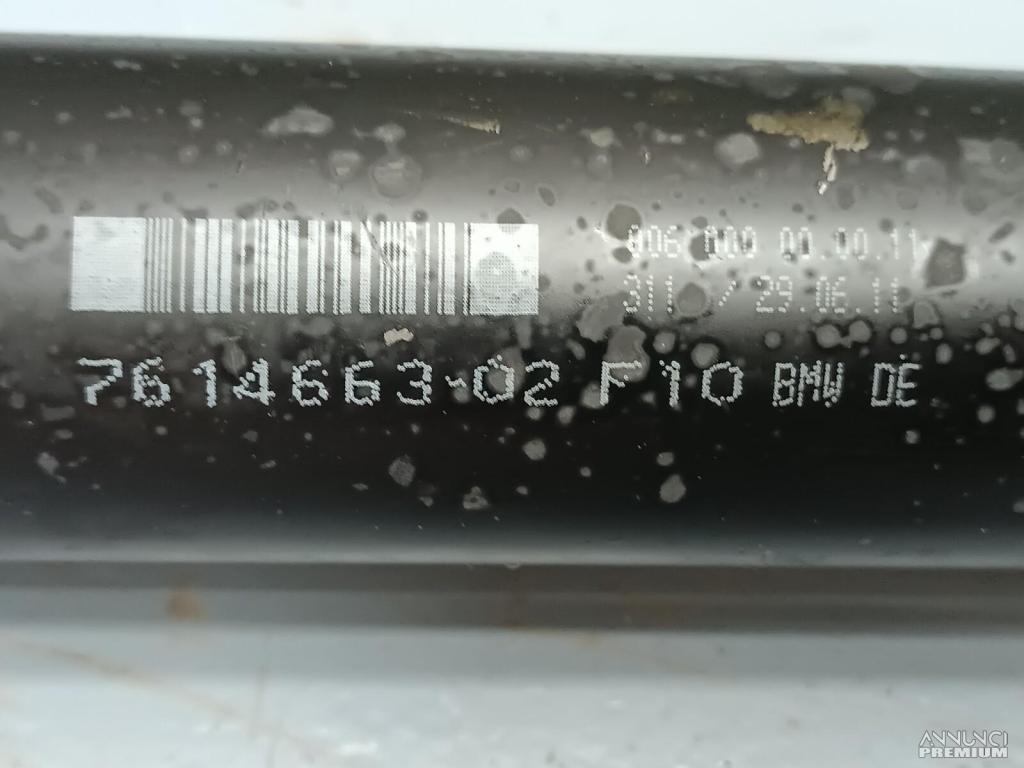 006 000 00.00.11
311 / 29.06.11
7614663-02 F10 BMW DE
ANNUNCI
PREMIUM